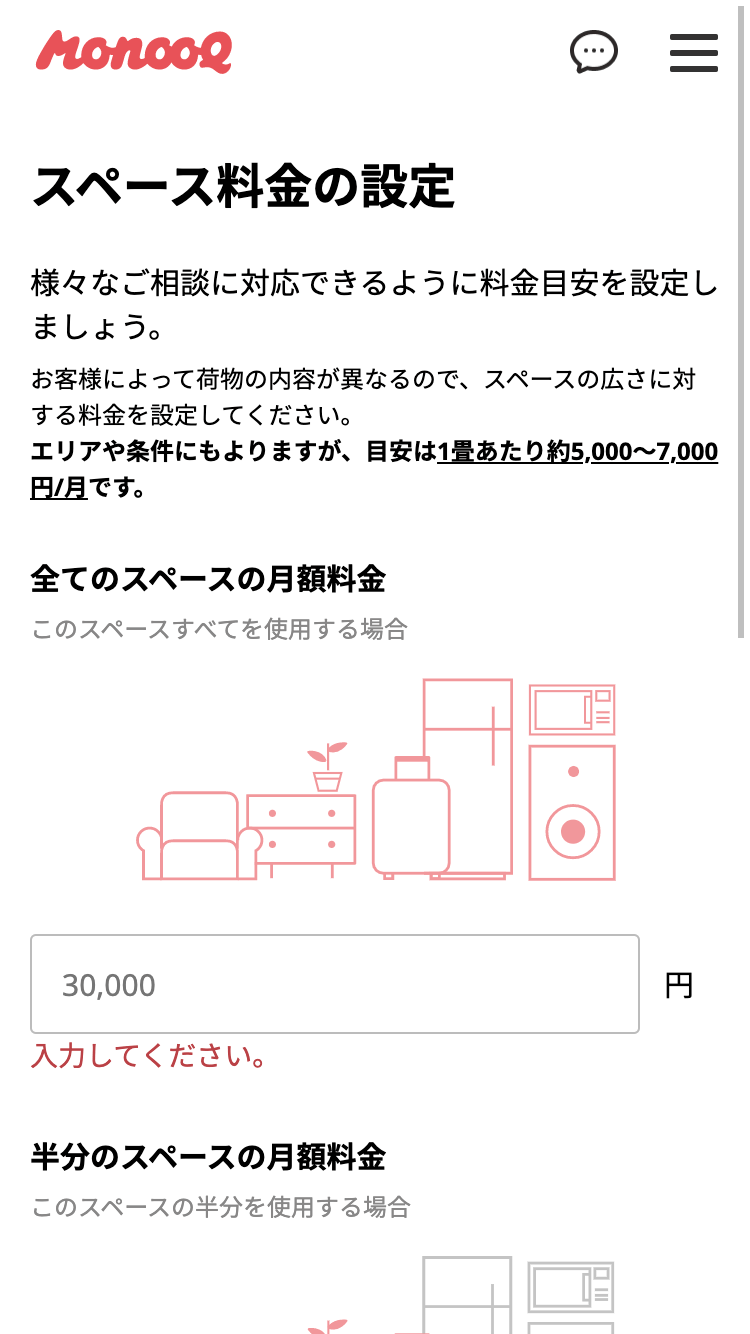 MonooQ
スペース料金の設定
様々なご相談に対応できるように料金目安を設定し
ましょう。
お客様によって荷物の内容が異なるので、スペースの広さに対
する料金を設定してください。
エリアや条件にもよりますが、目安は1畳あたり約5,000〜7,000
円/月です。
全てのスペースの月額料金
このスペースすべてを使用する場合
30,000 円
入力してください。
半分のスペースの月額料金
このスペースの半分を使用する場合